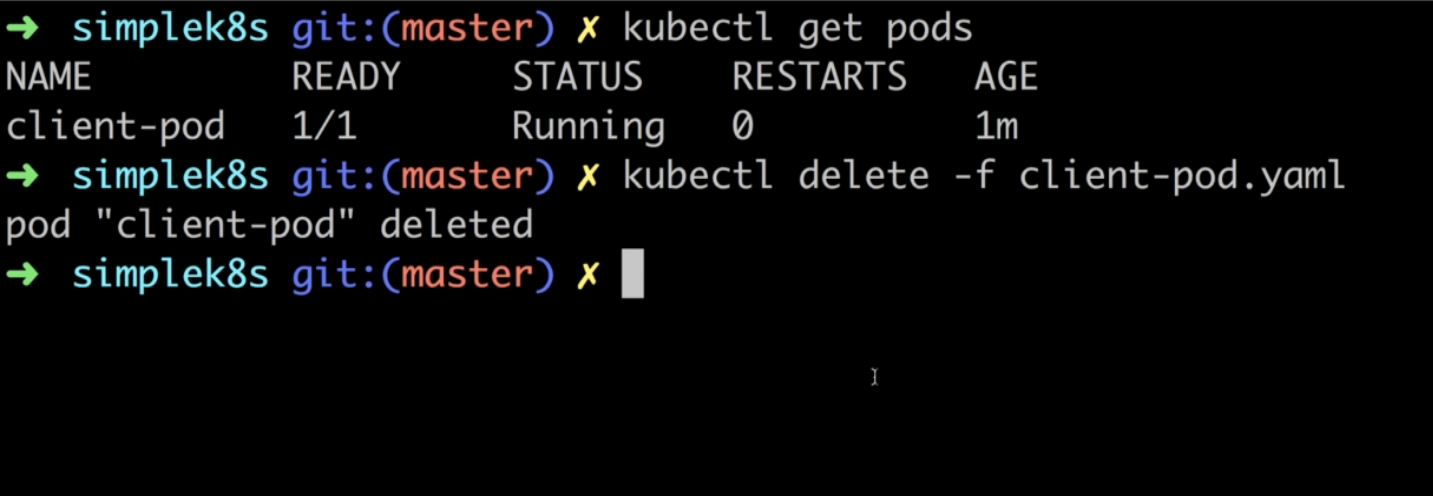 ➜ simplek8s git:(master) ✗ kubectl get pods
NAME READY STATUS RESTARTS AGE
client-pod 1/1 Running 0 1m
➜ simplek8s git:(master) ✗ kubectl delete -f client-pod.yaml
pod "client-pod" deleted
➜ simplek8s git:(master) ✗